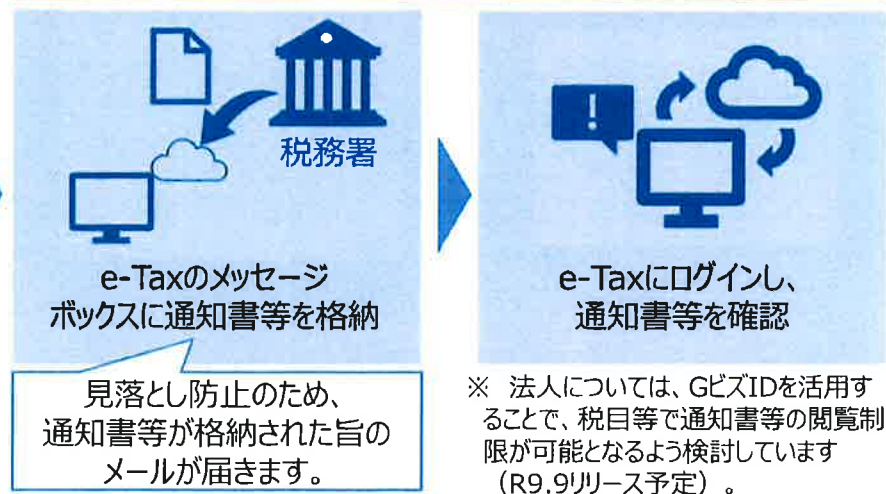 税務署
e-Taxのメッセージ
ボックスに通知書等を格納
見落とし防止のため、
通知書等が格納された旨の
メールが届きます。
e-Taxにログインし、
通知書等を確認
※ 法人については、GビズIDを活用す
ることで、税目等で通知書等の閲覧制
限が可能となるよう検討しています
（R9.9リリース予定）。